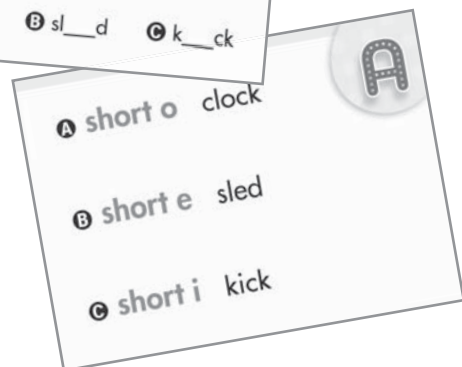 B sl__d C k__ck
A
A short o clock
B short e sled
C short i kick